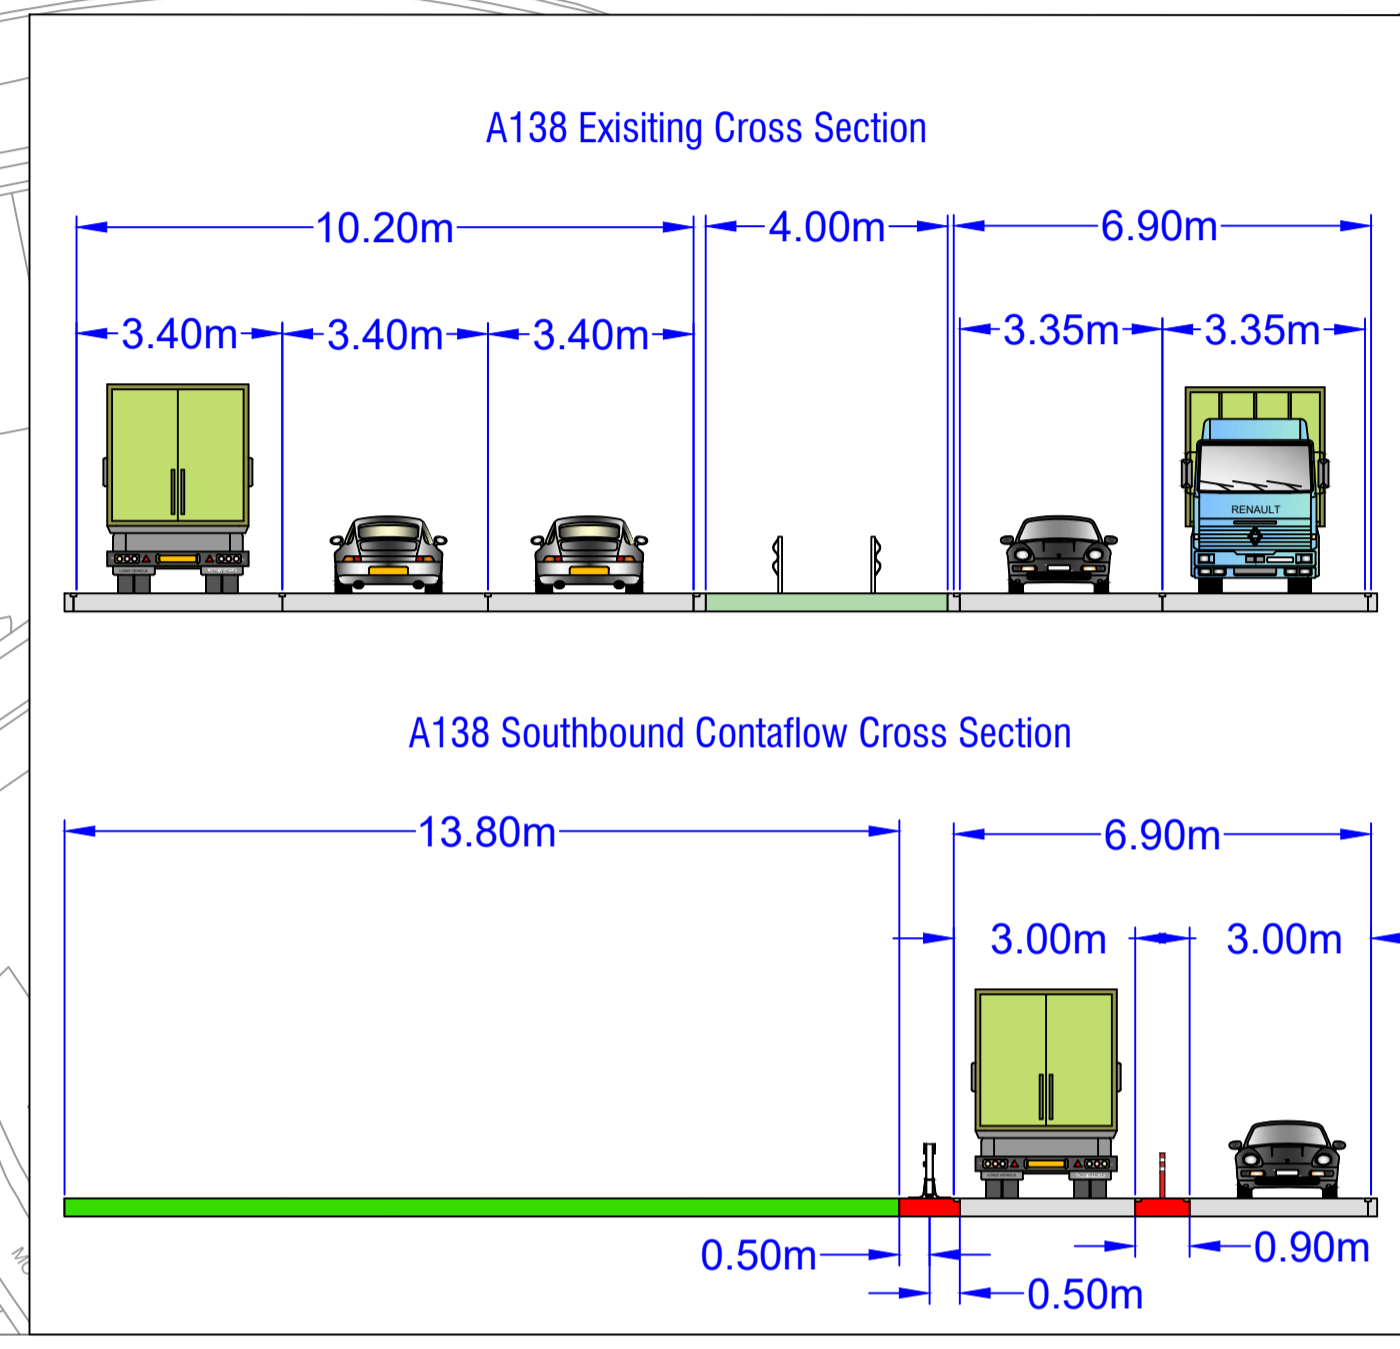 A138 Exisiting Cross Section
10.20m 4.00m 6.90m
3.40m 3.40m 3.40m 3.35m 3.35m
RENAULT
A138 Southbound Contaflow Cross Section
13.80m 6.90m
3.00m 3.00m
0.50m 0.90m
0.50m